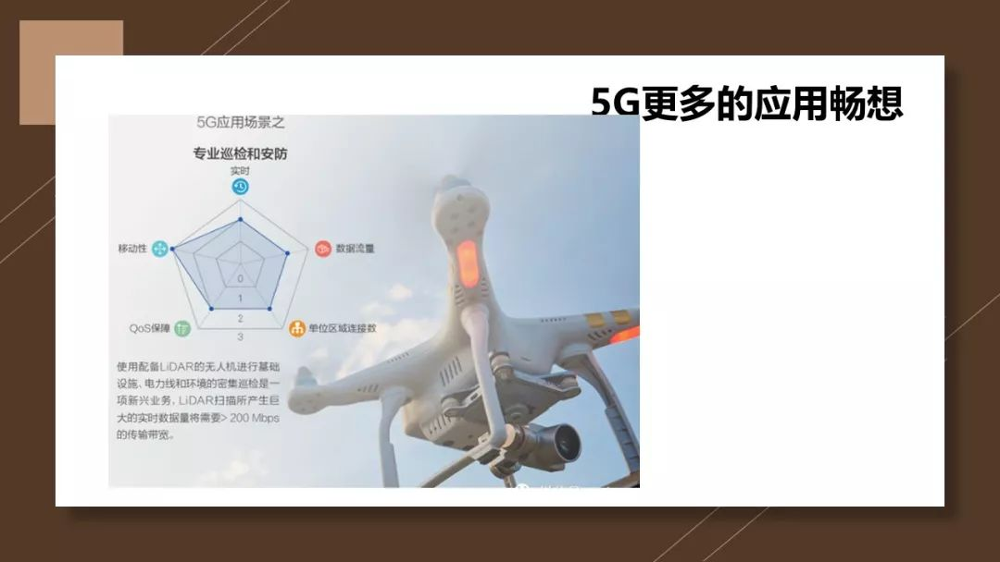 5G更多的应用畅想
5G应用场景之
专业巡检和安防
实时
移动性
数据流量
0
1
QoS保障
单位区域连接数
2
3
使用配备LiDAR的无人机进行基础
设施、电力线和环境的密集巡检是一
项新兴业务，LiDAR扫描所产生巨
大的实时数据量将需要> 200 Mbps
的传输带宽。